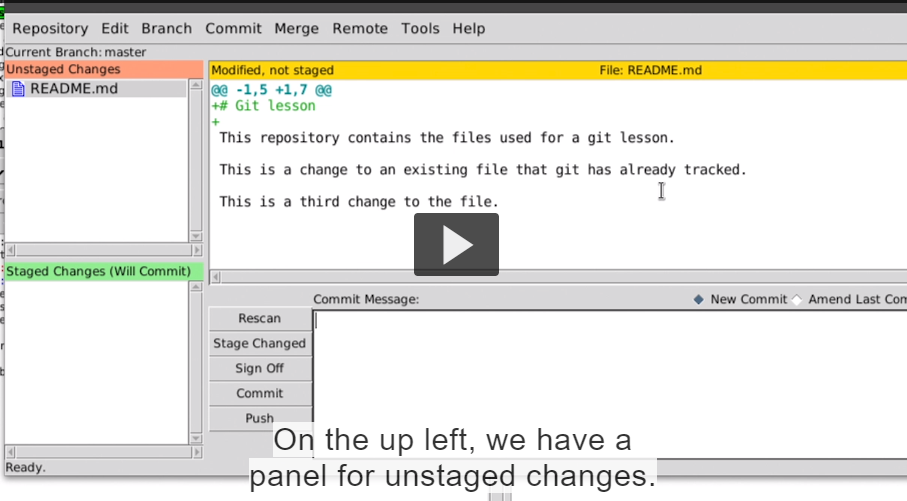 Repository Edit Branch Commit Merge Remote Tools Help
Current Branch: master
Unstaged Changes
README.md
Modified, not staged File: README.md
@@ -1,5 +1,7 @@
+# Git lesson
+
This repository contains the files used for a git lesson.
This is a change to an existing file that git has already tracked.
This is a third change to the file.
Staged Changes (Will Commit)
Commit Message: New Commit Amend Last Com
Rescan
Stage Changed
Sign Off
Commit
Push
On the up left, we have a
panel for unstaged changes.
Ready.